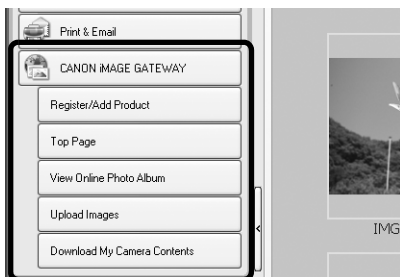 Print & Email
CANON iMAGE GATEWAY
Register/Add Product
Top Page
View Online Photo Album
Upload Images
Download My Camera Contents
IMG